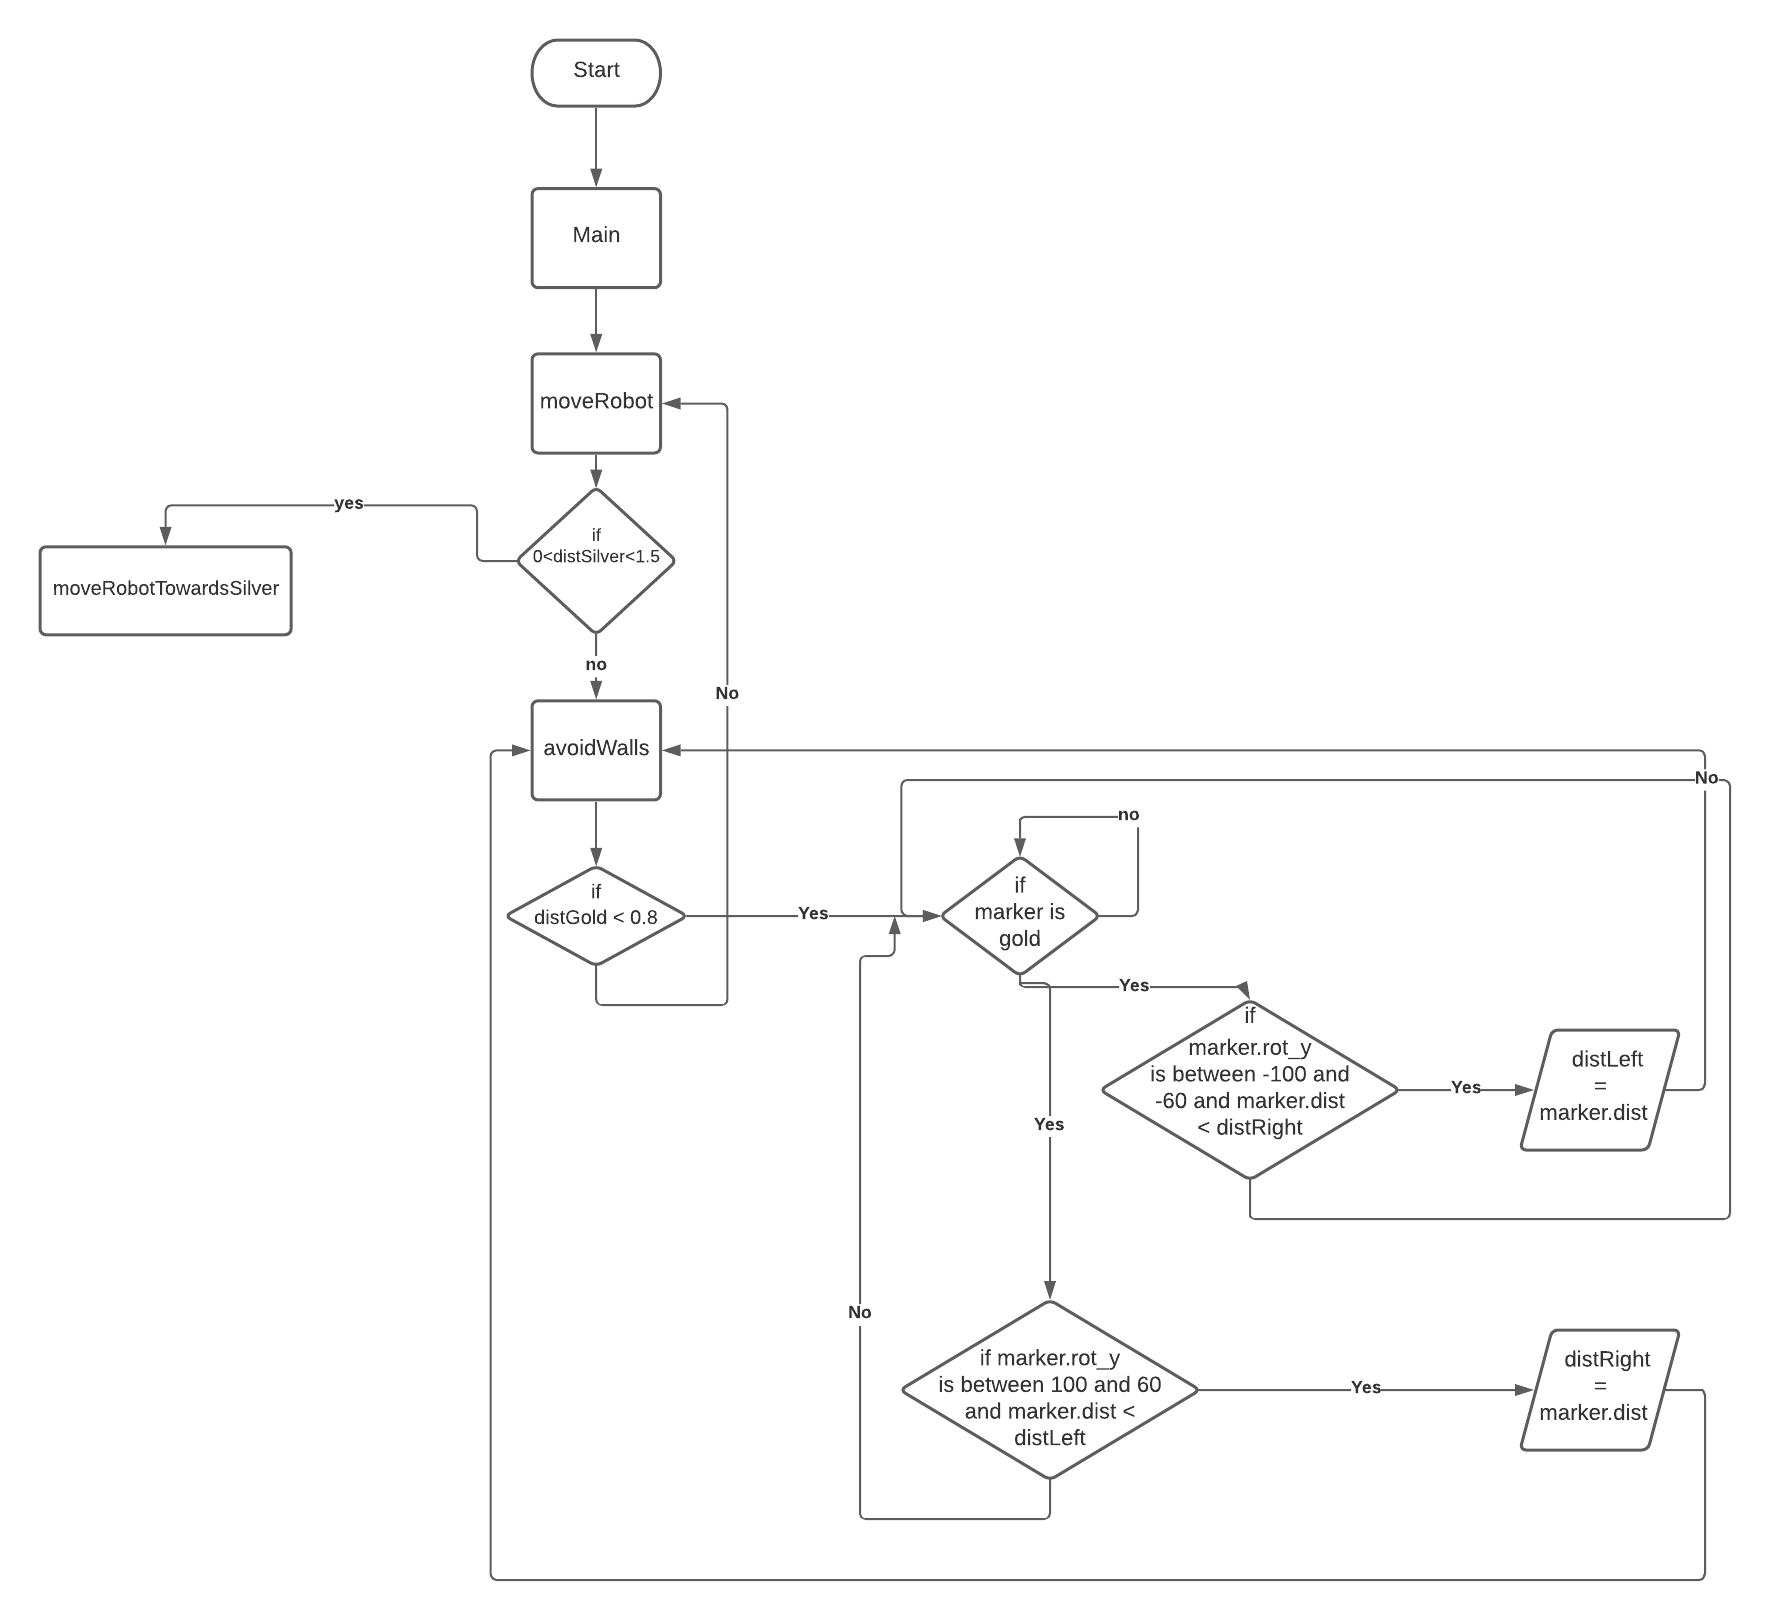 Start
Main
moveRobot
yes
if
0<distSilver<1.5
moveRobotTowardsSilver
no
No
avoidWalls
No
no
if
distGold < 0.8
Yes
if
marker is
gold
Yes
if
marker.rot_y
is between -100 and
-60 and marker.dist
< distRight
Yes
distLeft
=
marker.dist
Yes
No
if marker.rot_y
is between 100 and 60
and marker.dist <
distLeft
Yes
distRight
=
marker.dist